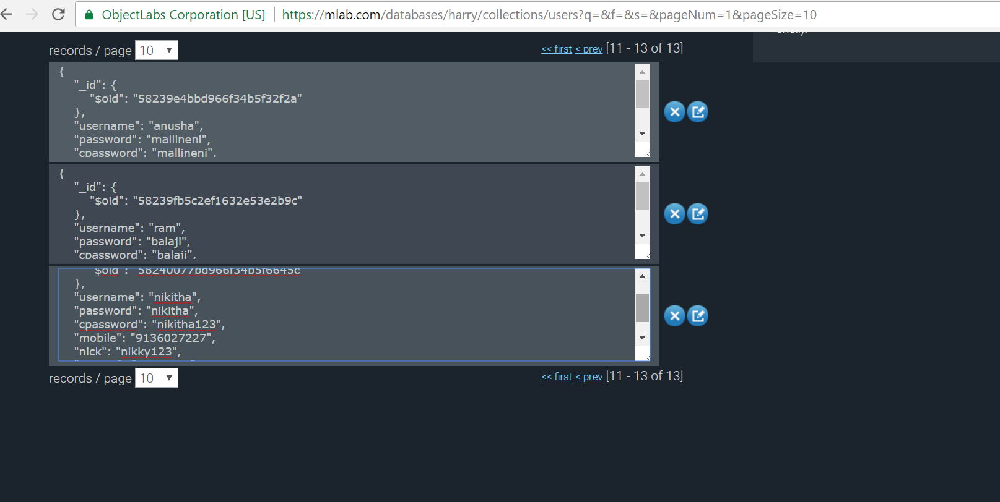 ObjectLabs Corporation [US] https://mlab.com/databases/harry/collections/users?q=&f=&s=&pageNum=1&pageSize=10
records / page 10 << first < prev [11 - 13 of 13]
{
"_id": {
"$oid": "58239e4bbd966f34b5f32f2a"
},
"username": "anusha",
"password": "mallineni",
"cpassword": "mallineni",
{
"_id": {
"$oid": "58239fb5c2ef1632e53e2b9c"
},
"username": "ram",
"password": "balaji",
"cpassword": "balaji",
"$oid": "58240077bd966f34b5f6645c"
},
"username": "nikitha",
"password": "nikitha",
"cpassword": "nikitha123",
"mobile": "9136027227",
"nick": "nikky123",
records / page 10 << first < prev [11 - 13 of 13]